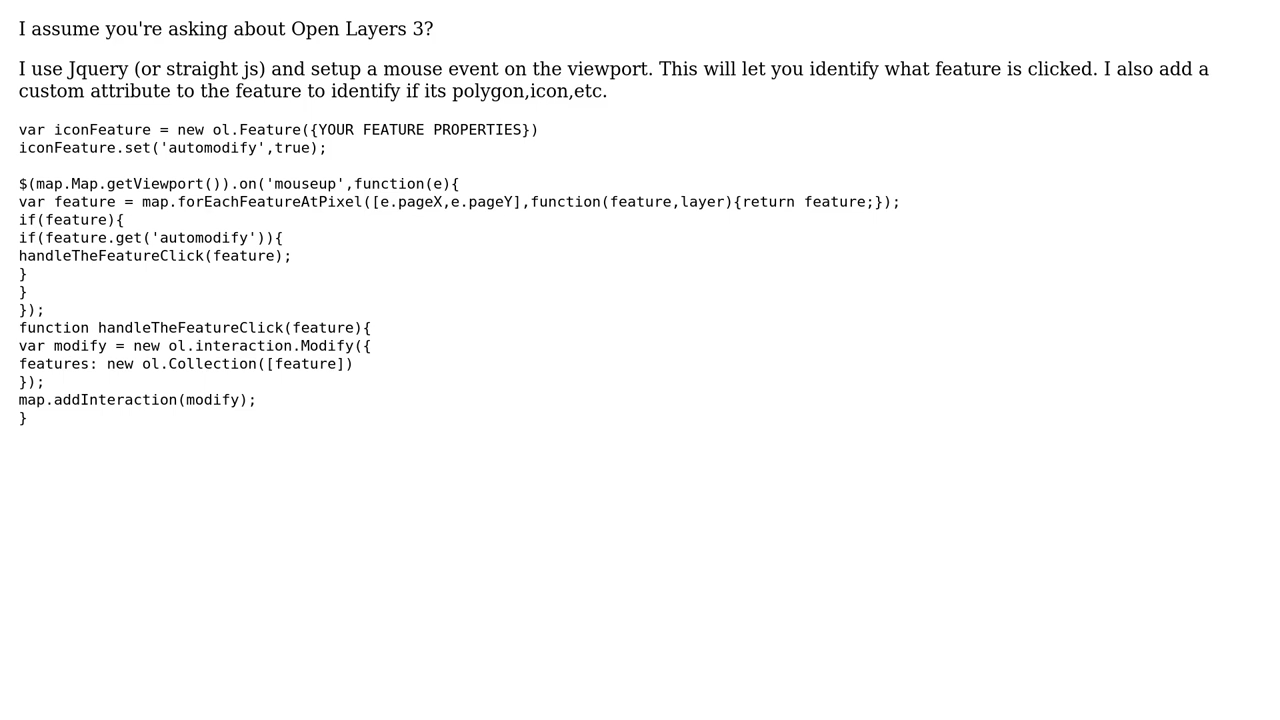 I assume you're asking about Open Layers 3?
I use Jquery (or straight js) and setup a mouse event on the viewport. This will let you identify what feature is clicked. I also add a
custom attribute to the feature to identify if its polygon,icon,etc.
var iconFeature = new ol.Feature({YOUR FEATURE PROPERTIES})
iconFeature.set('automodify',true);
$(map.Map.getViewport()).on('mouseup',function(e){
var feature = map.forEachFeatureAtPixel([e.pageX,e.pageY],function(feature,layer){return feature;});
if(feature){
if(feature.get('automodify')){
handleTheFeatureClick(feature);
}
}
});
function handleTheFeatureClick(feature){
var modify = new ol.interaction.Modify({
features: new ol.Collection([feature])
});
map.addInteraction(modify);
}